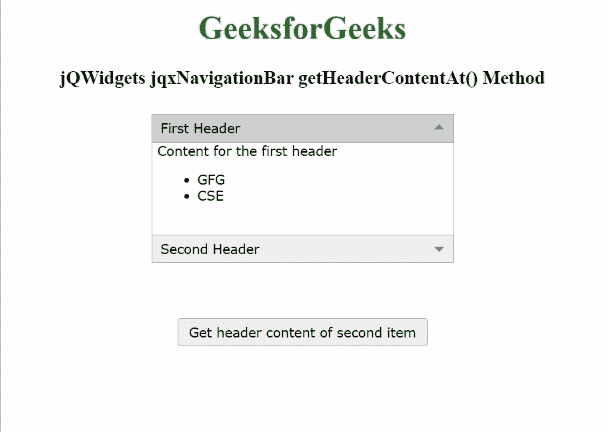 GeeksforGeeks
jQWidgets jqxNavigationBar getHeaderContentAt() Method
First Header
Content for the first header
• GFG
• CSE
Second Header
Get header content of second item